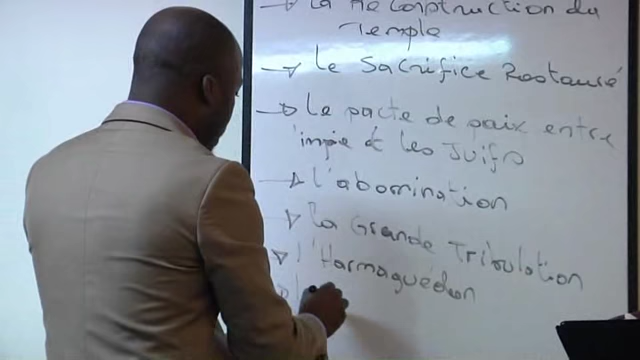 → la Reconstruction du
Temple
→ le Sacrifice Restauré
→ le pacte de paix entre
l'impie et les Juifs
→ l'abomination
→ la Grande Tribulation
→ l'Harmaguédon